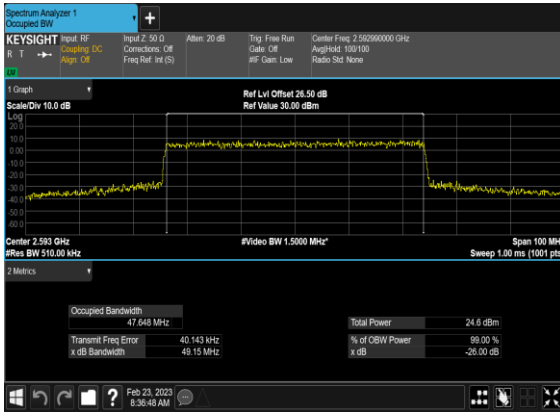 Spectrum Analyzer 1
Occupied BW
KEYSIGHT
R T
LW
Input: RF
Coupling: DC
Align: Off
Input Z: 50 Ω
Corrections: Off
Freq Ref: Int (S)
Atten: 20 dB
Trig: Free Run
Gate: Off
#IF Gain: Low
Center Freq: 2.592990000 GHz
Avg|Hold: 100/100
Radio Std: None
1 Graph
Scale/Div 10.0 dB
Ref Lvl Offset 26.50 dB
Ref Value 30.00 dBm
Log
20.0
10.0
0.00
-10.0
-20.0
-30.0
-40.0
-50.0
-60.0
Center 2.593 GHz
#Res BW 510.00 kHz
#Video BW 1.5000 MHz*
Span 100 MH
Sweep 1.00 ms (1001 pts
2 Metrics
Occupied Bandwidth
47.648 MHz
Total Power 24.6 dBm
Transmit Freq Error 40.143 kHz
% of OBW Power 99.00 %
x dB Bandwidth 49.15 MHz
x dB -26.00 dB
?
Feb 23, 2023
8:36:48 AM